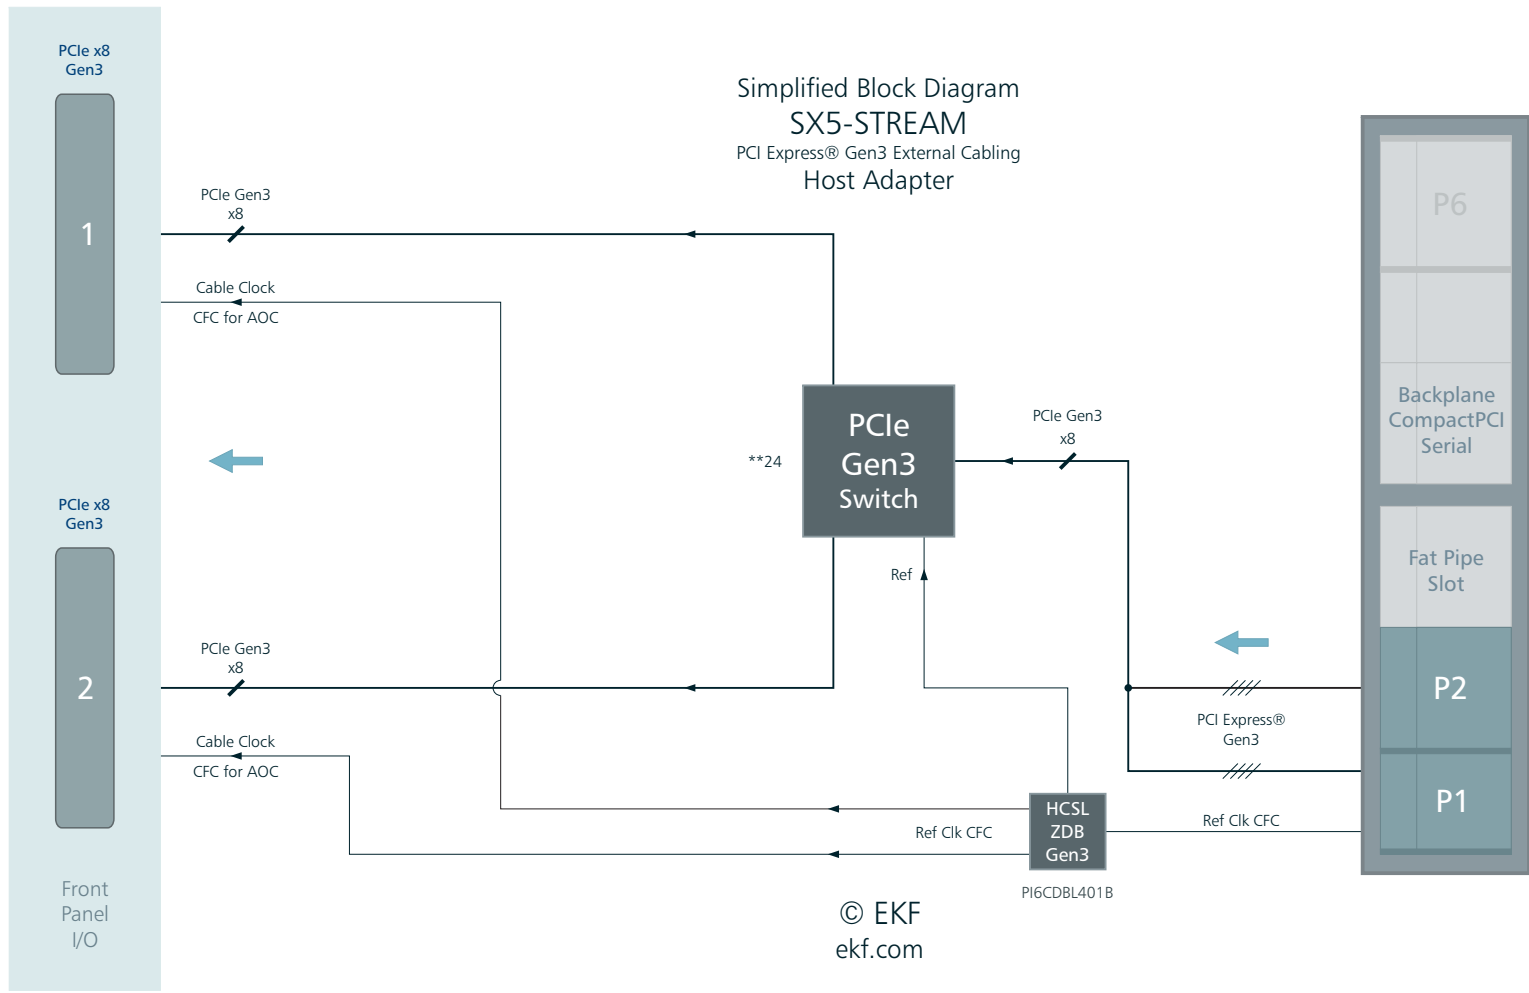 Simplified Block Diagram
SX5-STREAM
PCI Express® Gen3 External Cabling
Host Adapter
PCIe x8
Gen3
1
PCIe Gen3
x8
Cable Clock
CFC for AOC
PCIe x8
Gen3
2
PCIe Gen3
x8
Cable Clock
CFC for AOC
Front
Panel
I/O
**24
PCIe
Gen3
Switch
Ref
PCIe Gen3
x8
PCI Express®
Gen3
HCSL
ZDB
Gen3
PI6CDBL401B
Ref Clk CFC
Ref Clk CFC
P6
Backplane
CompactPCI
Serial
Fat Pipe
Slot
P2
P1
© EKF
ekf.com